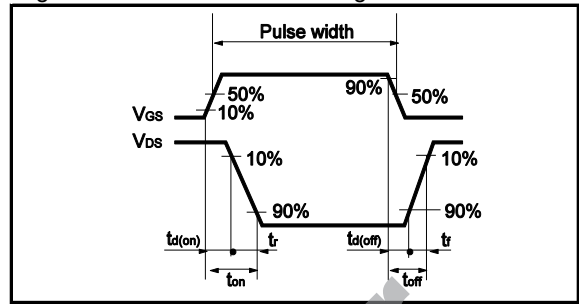 Pulse width
90%
50%
50%
10%
VGS
VDS
10%
10%
90%
90%
td(on)
tr
td(off)
tf
ton
toff